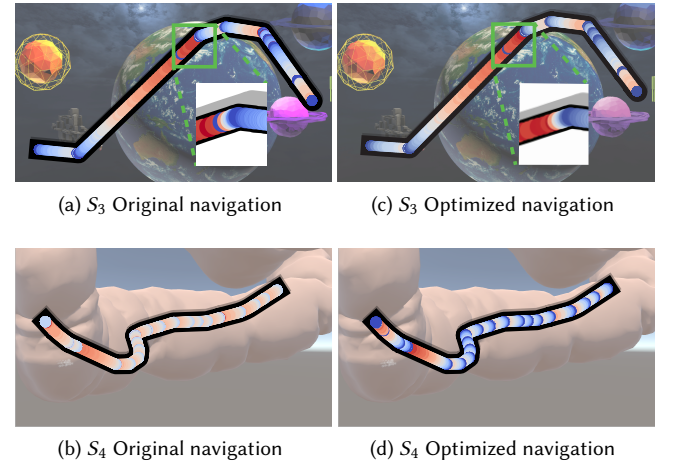 (a) S₃ Original navigation
(c) S₃ Optimized navigation
(b) S₄ Original navigation
(d) S₄ Optimized navigation